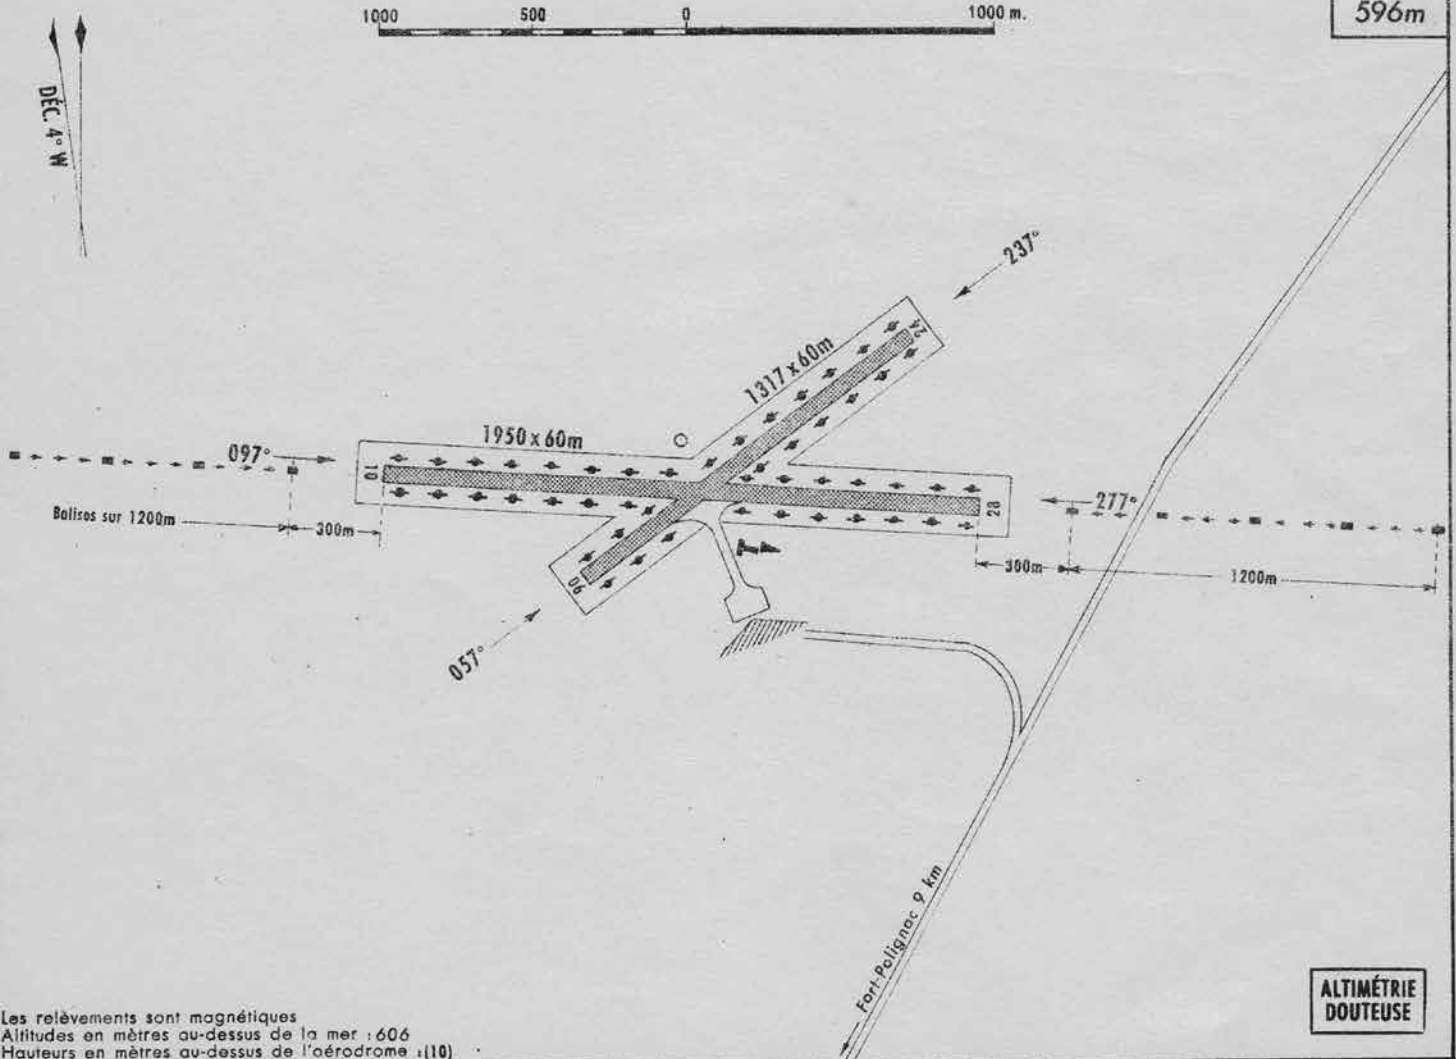 1000 500 0 1000 m.
596m
DÉC. 4° W
237°
24
1317 x 60m
1950 x 60m
097°
10
28
277°
Balises sur 1200m
300m
300m
1200m
06
057°
Fort-Polignac 9 km
ALTIMÉTRIE
DOUTEUSE
Les relèvements sont magnétiques
Altitudes en mètres au-dessus de la mer : 606
Hauteurs en mètres au-dessus de l'aérodrome : (10)